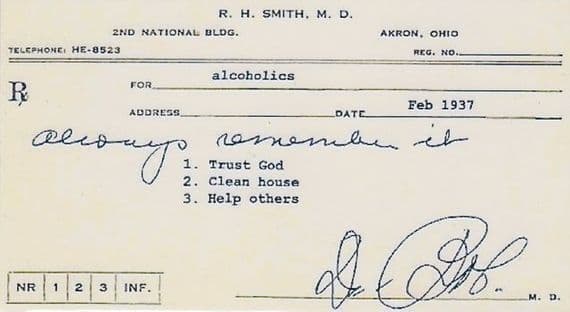 R. H. SMITH, M. D.
2ND NATIONAL BLDG. AKRON, OHIO
TELEPHONE: HE-8523 REG. NO.
Rx FOR alcoholics
ADDRESS DATE Feb 1937
always remember it
1. Trust God
2. Clean house
3. Help others
Dr. Bob.
NR 1 2 3 INF. M. D.